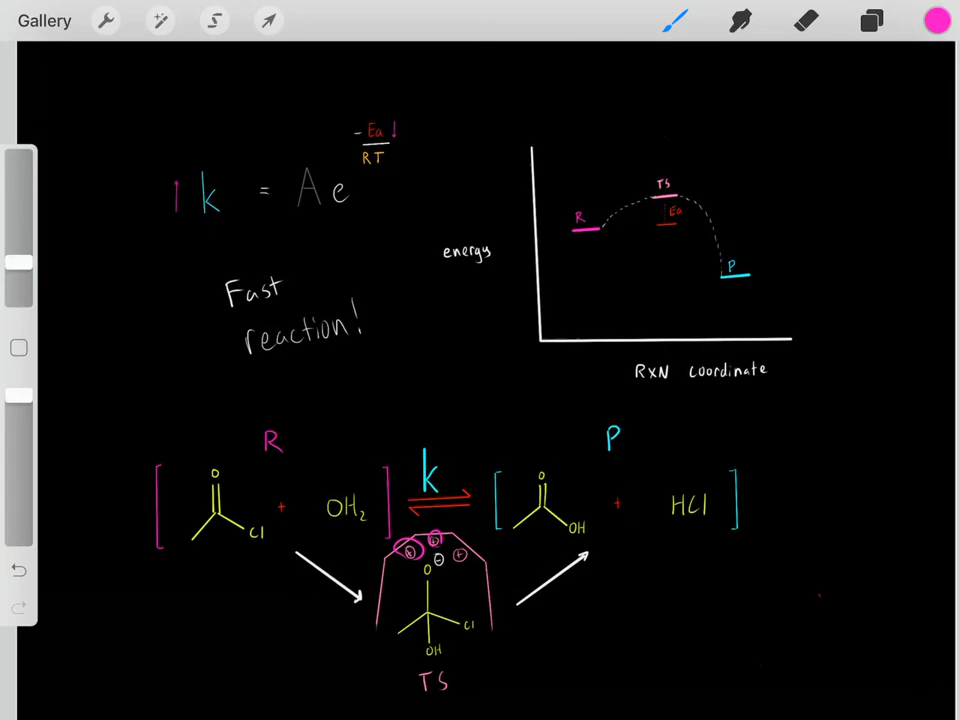 Gallery
-Ea↓
RT
↑k = Ae
TS
R
Ea
energy
P
Fast
reaction!
RXN coordinate
R
P
k
O
O
+
OH₂
+
HCl
Cl
OH
+
+
⊖
+
O
Cl
OH
TS